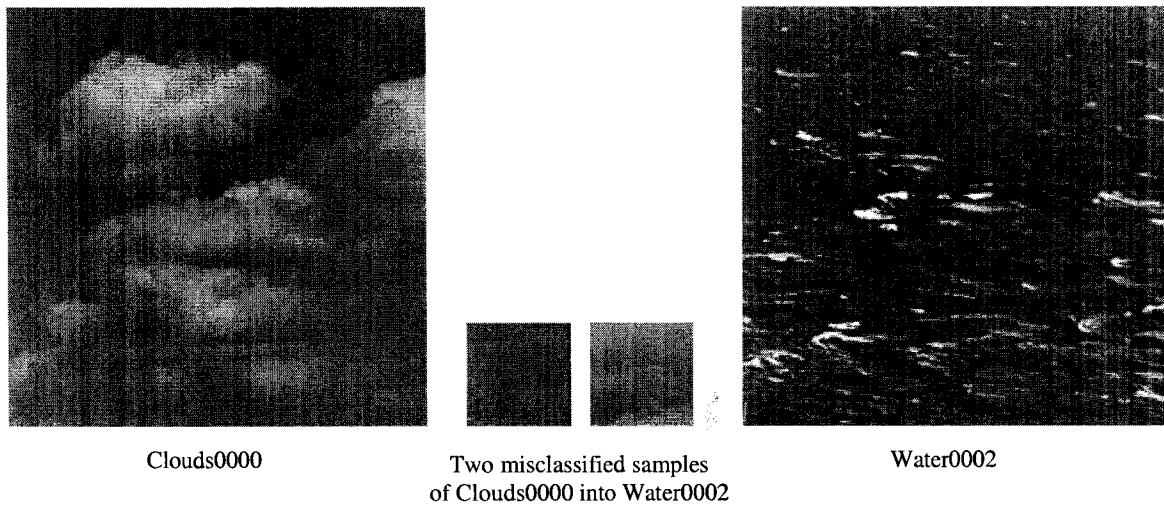 Clouds0000
Two misclassified samples
of Clouds0000 into Water0002
Water0002